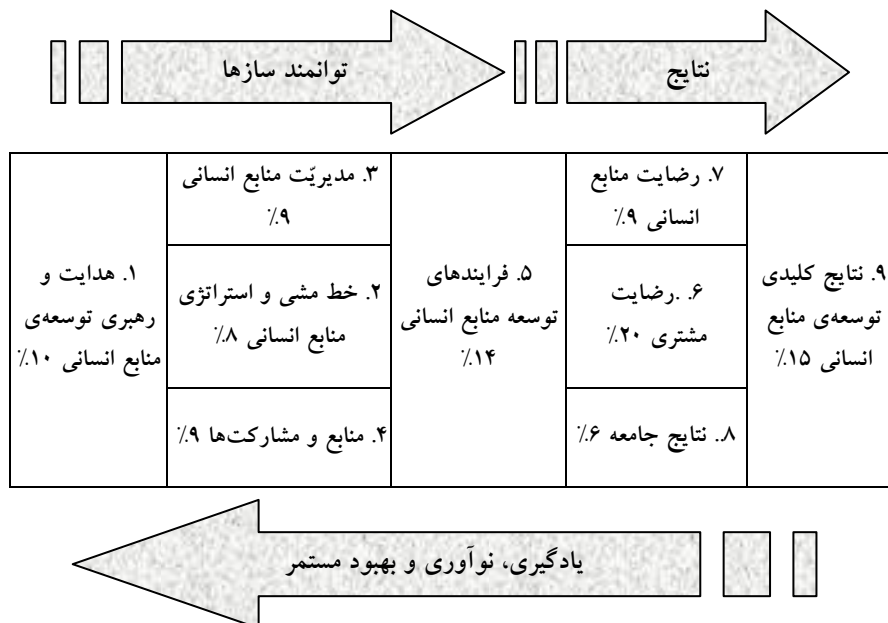 توانمند سازها
نتایج
۱. هدایت و
رهبری توسعه‌ی
منابع انسانی ۱۰٪
۳. مدیریّت منابع انسانی
۹٪
۲. خط مشی و استراتژی
منابع انسانی ۸٪
۴. منابع و مشارکت‌ها ۹٪
۵. فرایندهای
توسعه منابع انسانی
۱۴٪
۷. رضایت منابع
انسانی ۹٪
۶. .رضایت
مشتری ۲۰٪
۸.. نتایج جامعه ۶٪
۹. نتایج کلیدی
توسعه‌ی منابع
انسانی ۱۵٪
یادگیری، نوآوری و بهبود مستمر